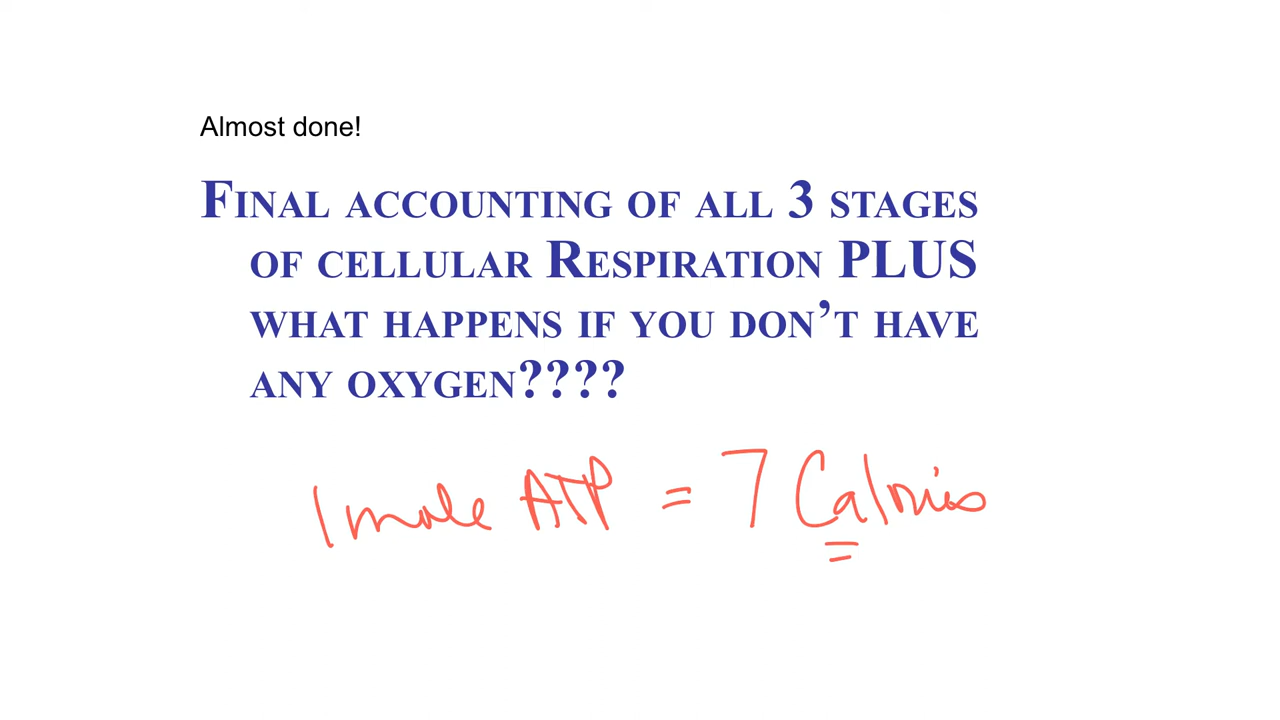 Almost done!
FINAL ACCOUNTING OF ALL 3 STAGES
OF CELLULAR RESPIRATION PLUS
WHAT HAPPENS IF YOU DON’T HAVE
ANY OXYGEN????
1 mole ATP = 7 Calories